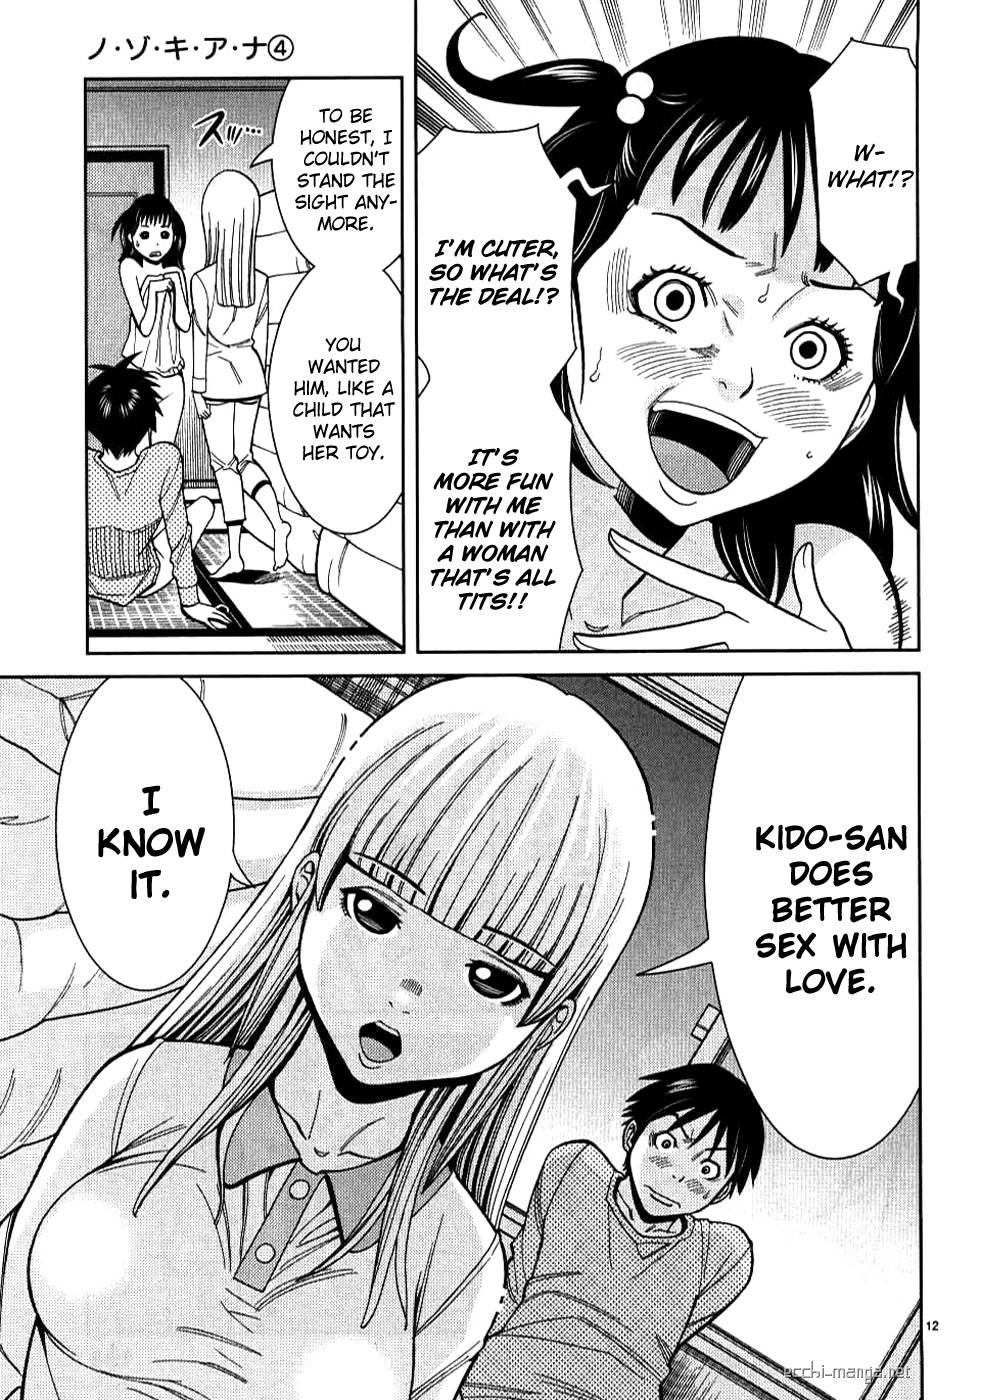 ノ・ゾ・キ・ア・ナ④
W-
WHAT!?
I'M CUTER,
SO WHAT'S
THE DEAL!?
IT'S
MORE FUN
WITH ME
THAN WITH
A WOMAN
THAT'S ALL
TITS!!
TO BE
HONEST, I
COULDN'T
STAND THE
SIGHT ANY-
MORE.
スッ…
YOU
WANTED
HIM, LIKE A
CHILD THAT
WANTS
HER TOY.
KIDO-SAN
DOES
BETTER
SEX WITH
LOVE.
I
KNOW
IT.
12
ecchi-manga.net